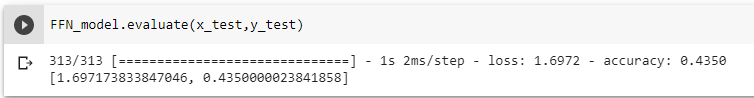 FFN_model.evaluate(x_test,y_test)
313/313 [==============================] - 1s 2ms/step - loss: 1.6972 - accuracy: 0.4350
[1.697173833847046, 0.4350000023841858]